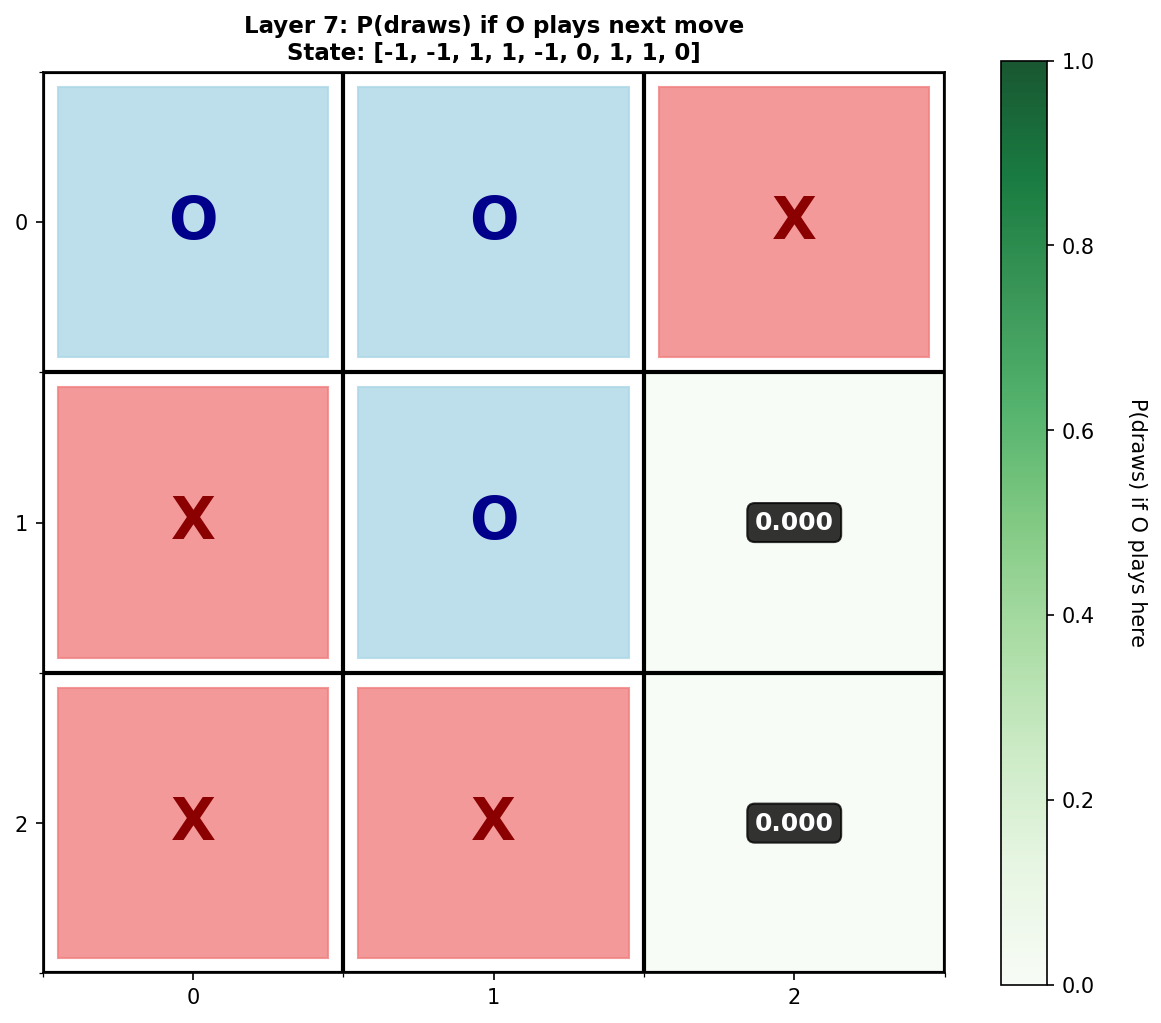 Layer 7: P(draws) if O plays next move
State: [-1, -1, 1, 1, -1, 0, 1, 1, 0]
0
O
O
X
1
X
O
0.000
2
X
X
0.000
0
1
2
1.0
0.8
0.6
0.4
0.2
0.0
P(draws) if O plays here